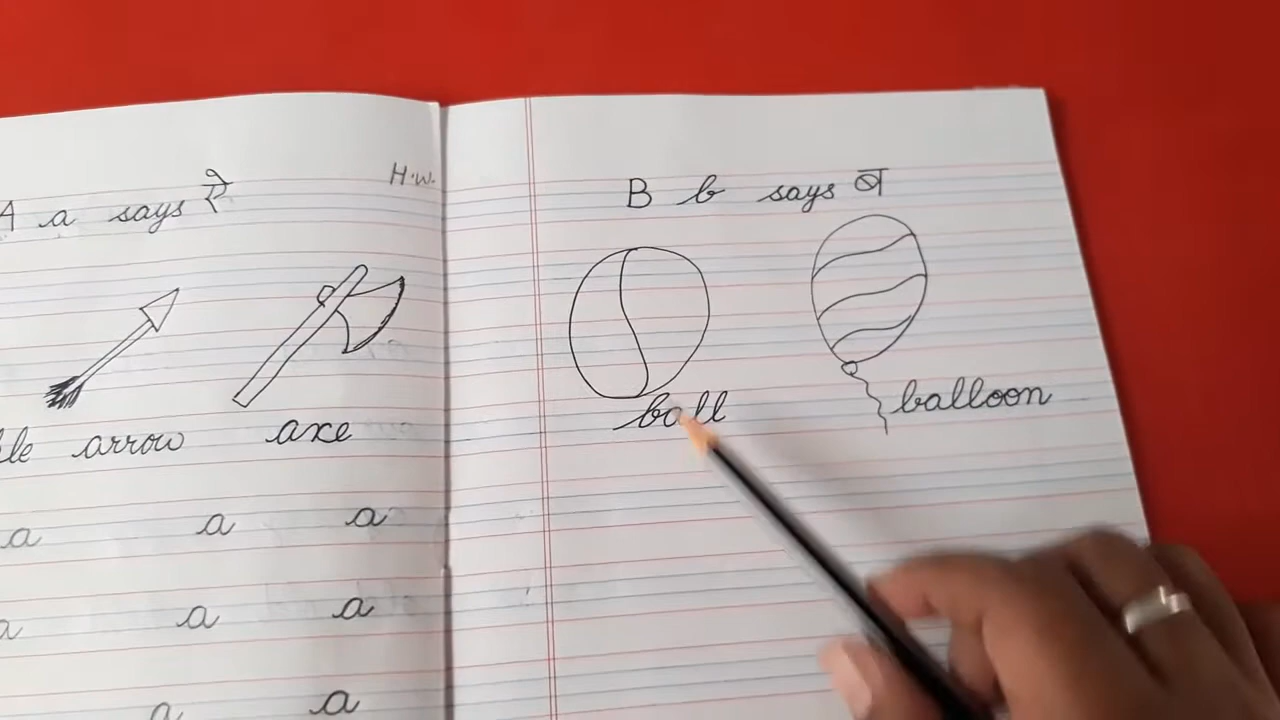 H.W.
A a says ऐ
arrow axe
a a a
a a a
a a
B b says ब
ball balloon